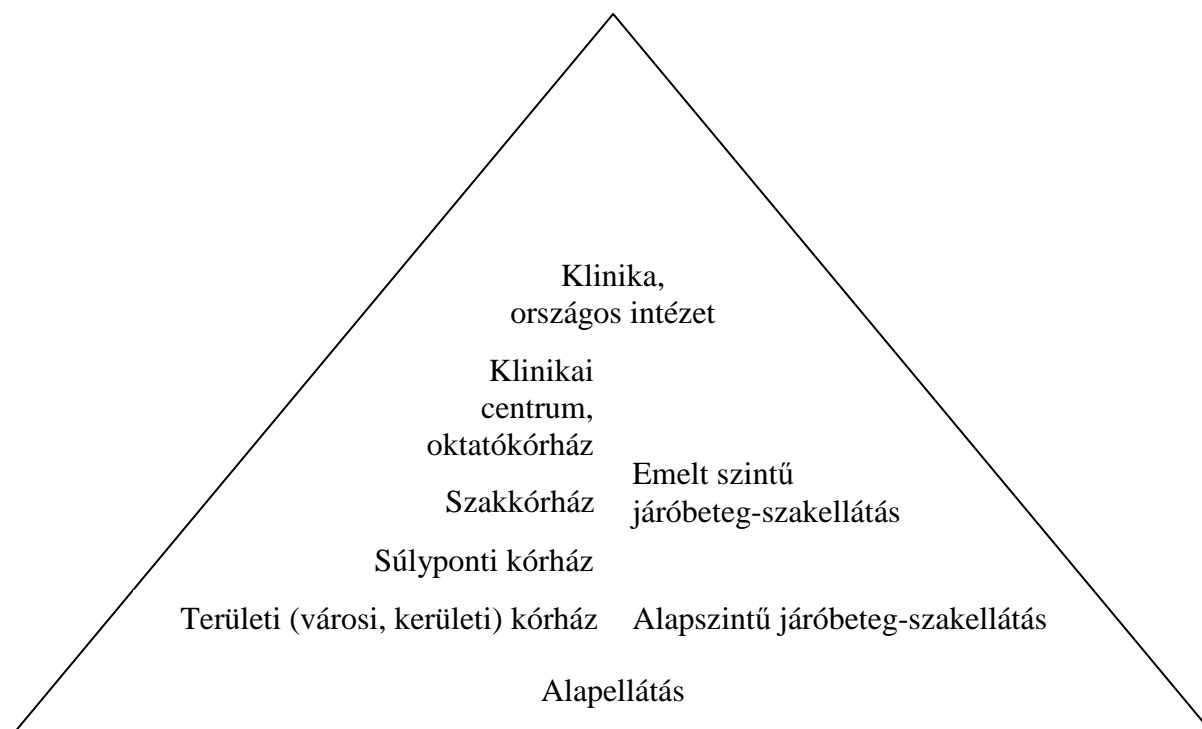 Klinika,
országos intézet
Klinikai
centrum,
oktatókórház
Emelt szintű
járóbeteg-szakellátás
Szakkórház
Súlyponti kórház
Területi (városi, kerületi) kórház
Alapszintű járóbeteg-szakellátás
Alapellátás